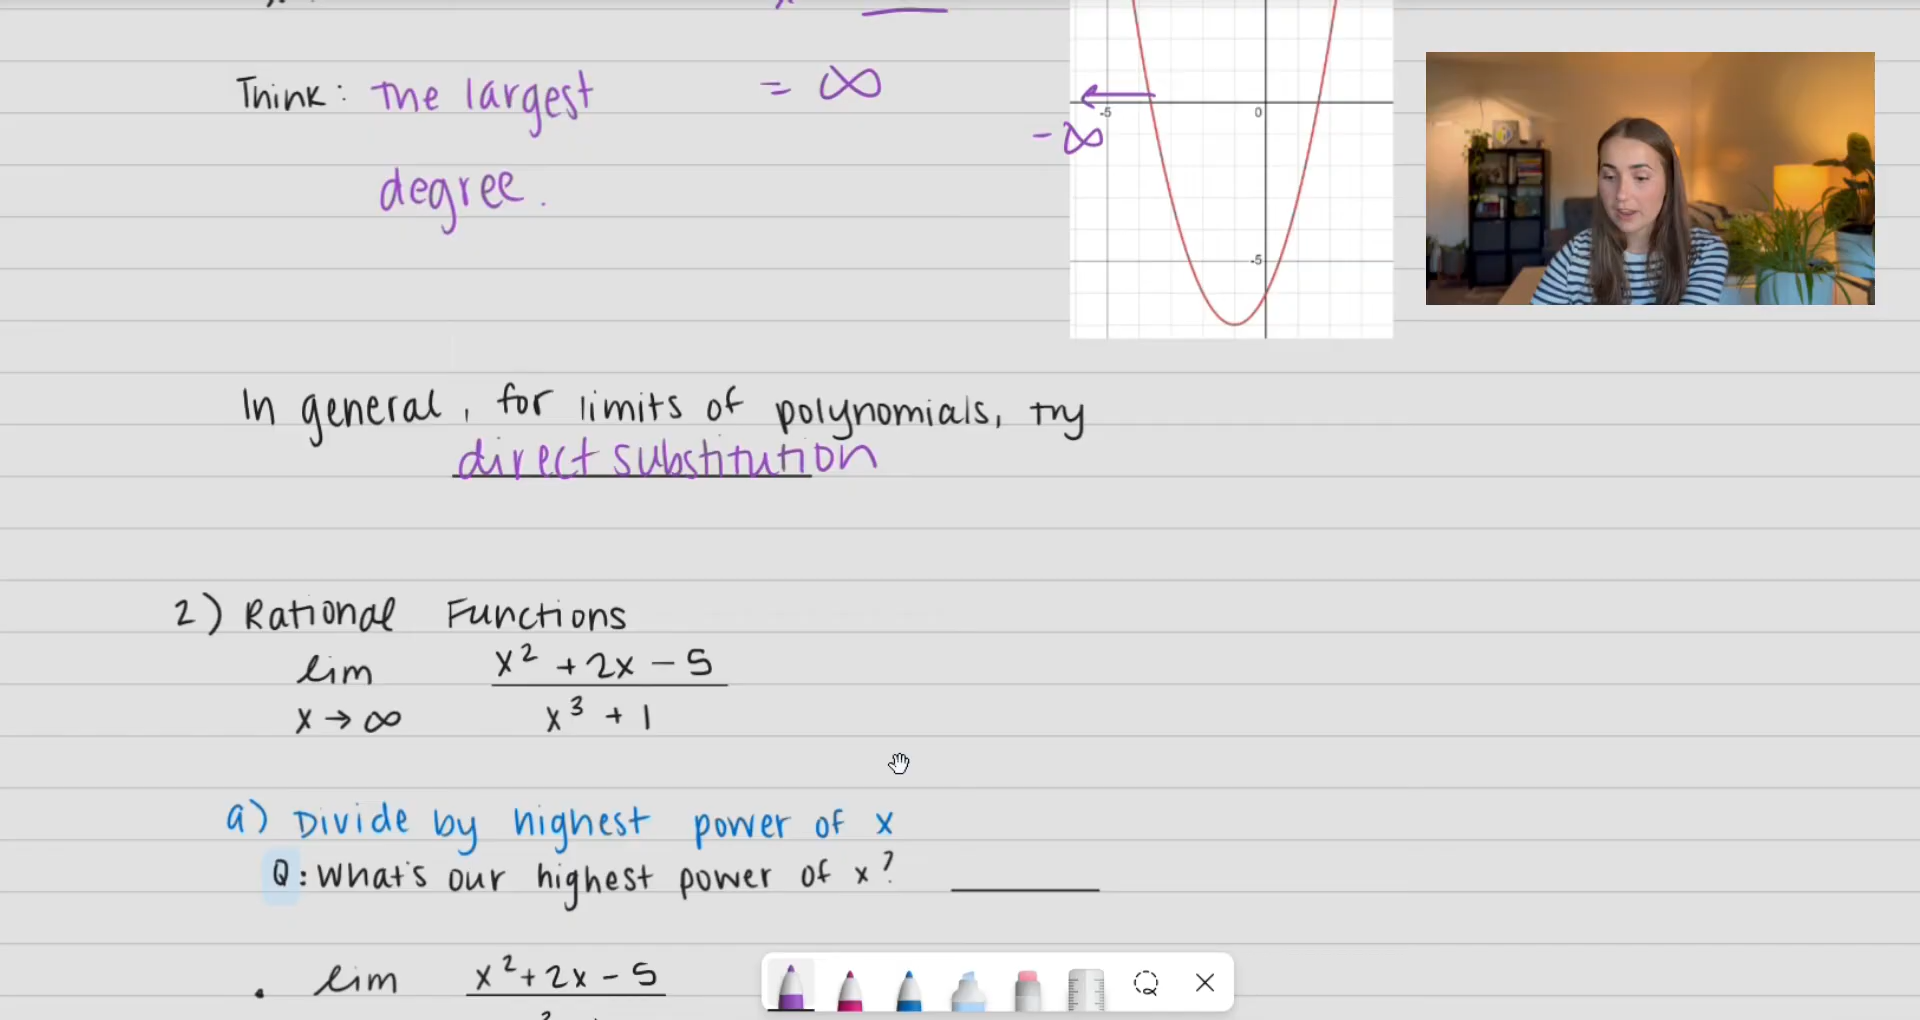 Think: The largest
= ∞
degree.
-5
0
-∞
-5
In general, for limits of polynomials, try
direct substitution
2) Rational Functions
lim x² + 2x - 5
x → ∞ x³ + 1
a) Divide by highest power of x
Q: What's our highest power of x?
. lim x² + 2x - 5